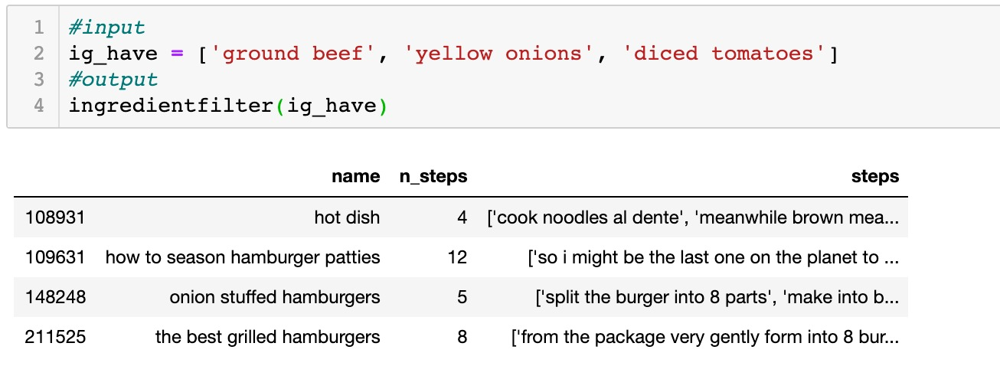 1 #input
2 ig_have = ['ground beef', 'yellow onions', 'diced tomatoes']
3 #output
4 ingredientfilter(ig_have)
name n_steps steps
108931 hot dish 4 ['cook noodles al dente', 'meanwhile brown mea...
109631 how to season hamburger patties 12 ['so i might be the last one on the planet to ...
148248 onion stuffed hamburgers 5 ['split the burger into 8 parts', 'make into b...
211525 the best grilled hamburgers 8 ['from the package very gently form into 8 bur...